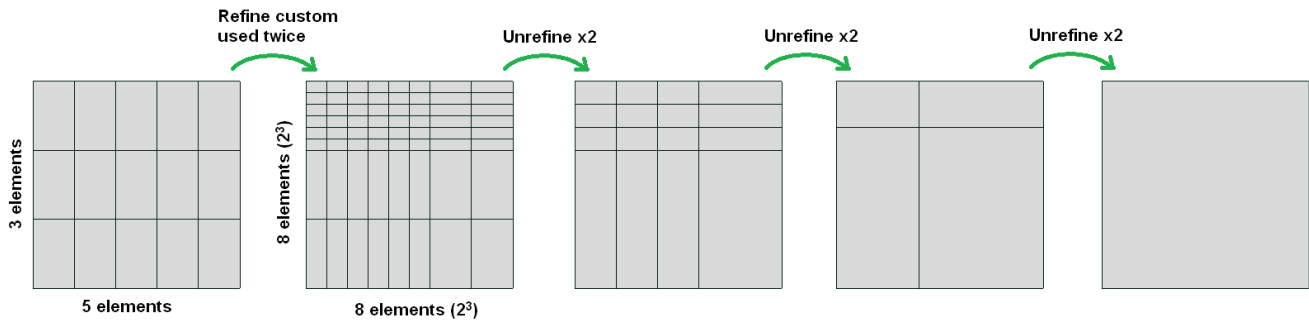 Refine custom
used twice
Unrefine x2
Unrefine x2
Unrefine x2
3 elements
8 elements (2³)
5 elements
8 elements (2³)